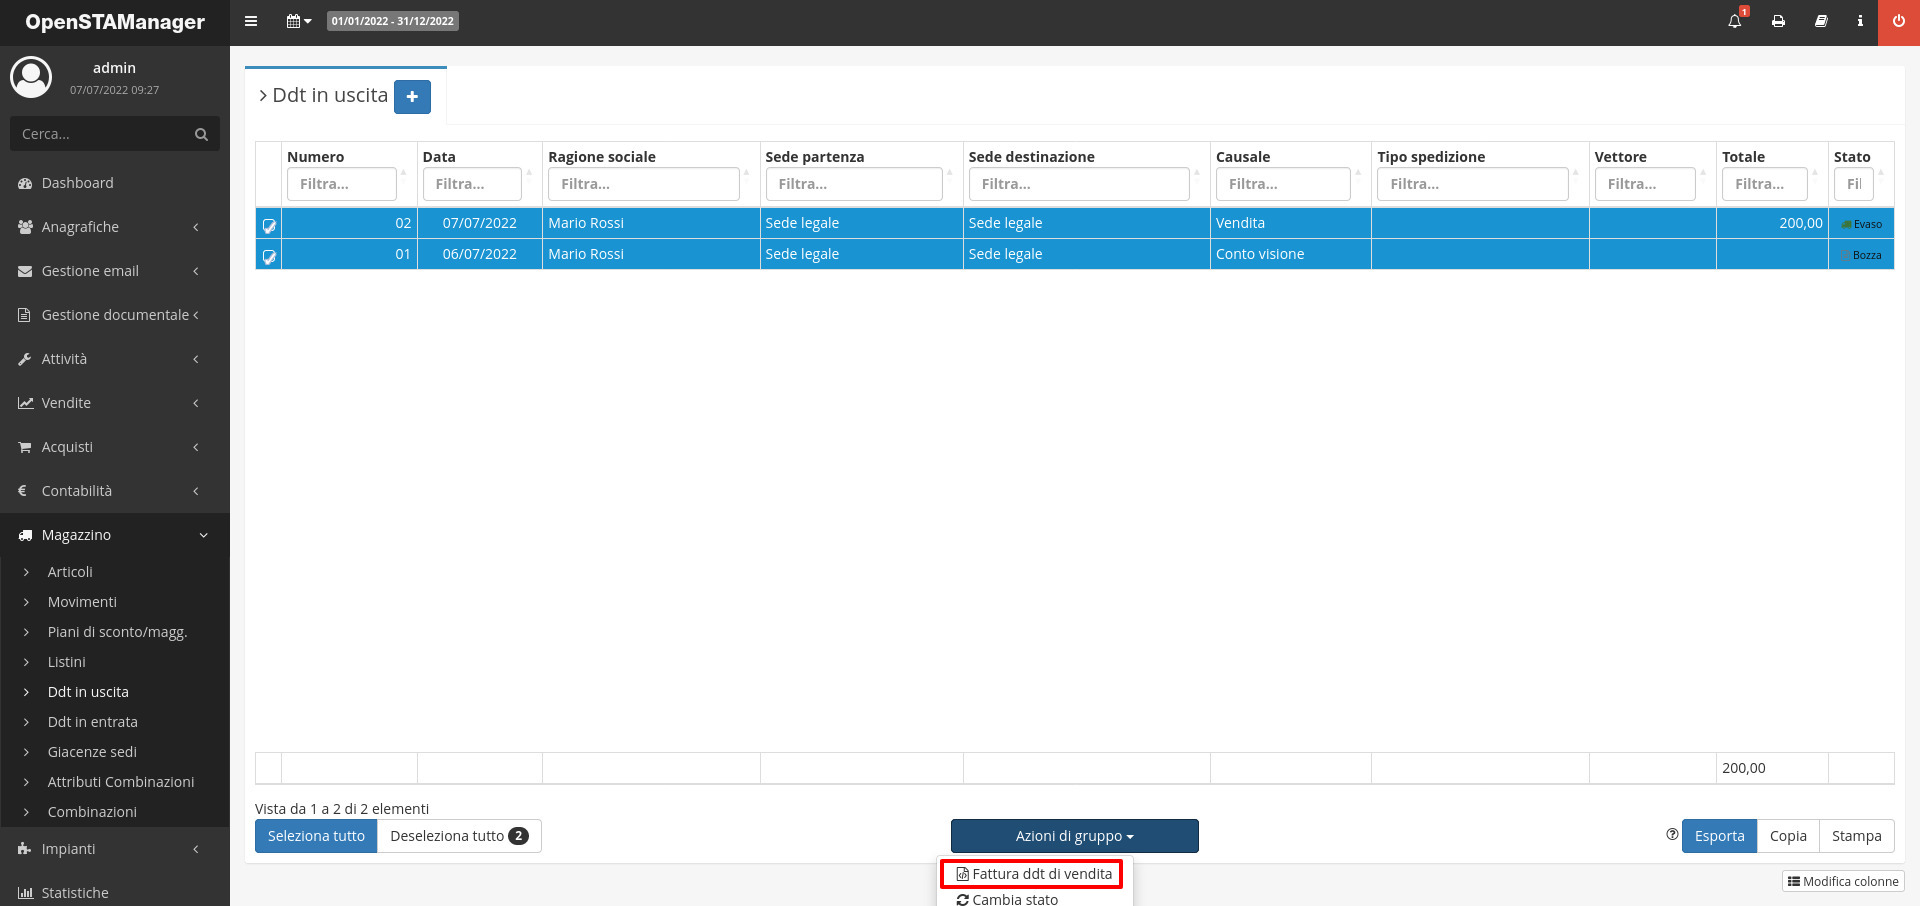 OpenSTAManager
01/01/2022 - 31/12/2022
1
admin
07/07/2022 09:27
Cerca...
Dashboard
Anagrafiche
Gestione email
Gestione documentale
Attività
Vendite
Acquisti
Contabilità
Magazzino
Articoli
Movimenti
Piani di sconto/magg.
Listini
Ddt in uscita
Ddt in entrata
Giacenze sedi
Attributi Combinazioni
Combinazioni
Impianti
Statistiche
Ddt in uscita
Numero Data Ragione sociale Sede partenza Sede destinazione Causale Tipo spedizione Vettore Totale Stato
Filtra... Filtra... Filtra... Filtra... Filtra... Filtra... Filtra... Filtra... Filtra... Fil
02 07/07/2022 Mario Rossi Sede legale Sede legale Vendita 200,00 Evaso
01 06/07/2022 Mario Rossi Sede legale Sede legale Conto visione Bozza
200,00
Vista da 1 a 2 di 2 elementi
Seleziona tutto Deseleziona tutto 2 Azioni di gruppo Esporta Copia Stampa
Fattura ddt di vendita
Cambia stato
Modifica colonne